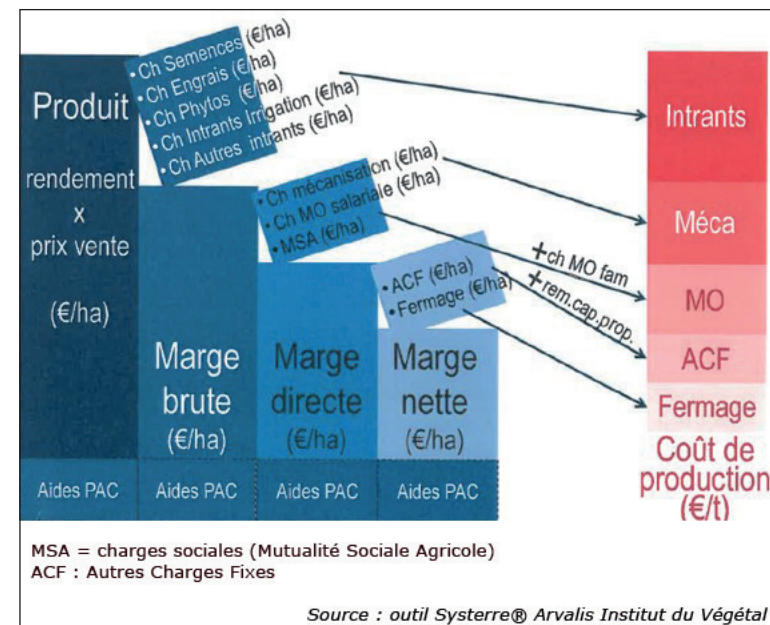 Produit
rendement
x
prix vente
(€/ha)
• Ch Semences (€/ha)
• Ch Engrais (€/ha)
• Ch Phytos (€/ha)
• Ch Intrants Irrigation (€/ha)
• Ch Autres intrants (€/ha)
Marge
brute
(€/ha)
• Ch mécanisation (€/ha)
• Ch MO salariale (€/ha)
• MSA (€/ha)
Marge
directe
(€/ha)
• ACF (€/ha)
• Fermage (€/ha)
Marge
nette
(€/ha)
Aides PAC
Aides PAC
Aides PAC
Aides PAC
+ch MO fam
+rem.cap.prop.
Intrants
Méca
MO
ACF
Fermage
Coût de
production
(€/t)
MSA = charges sociales (Mutualité Sociale Agricole)
ACF : Autres Charges Fixes
Source : outil Systerre® Arvalis Institut du Végétal